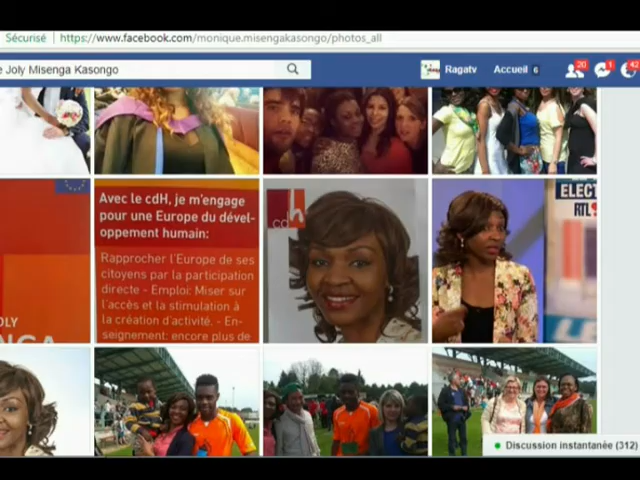 Sécurisé https://www.facebook.com/monique.misengakasongo/photos_all
e Joly Misenga Kasongo
Ragatv Accueil 6 20 1 42
Avec le cdH, je m'engage
pour une Europe du dével-
oppement humain:
Rapprocher l'Europe de ses
citoyens par la participation
directe - Emploi: Miser sur
l'accès et la stimulation à
la création d'activité. - En-
seignement: encore plus de
cdh
ELECT
RTL
OLY
NGA
Discussion instantanée (312)